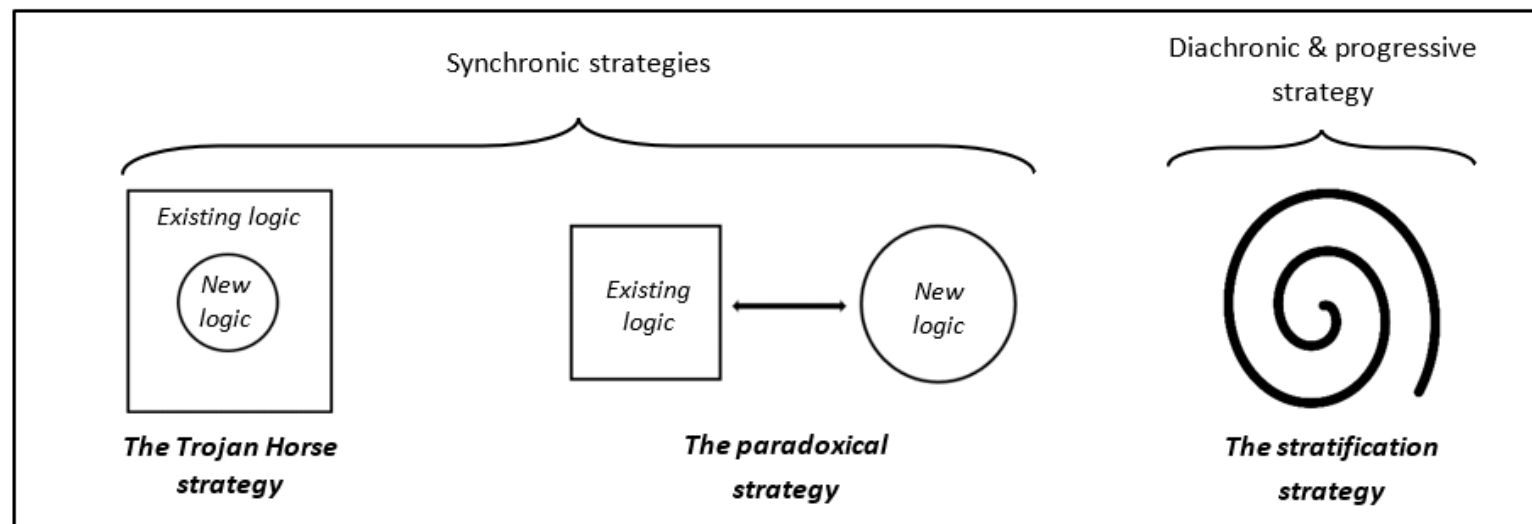 Synchronic strategies
Diachronic & progressive
strategy
Existing logic
New
logic
The Trojan Horse
strategy
Existing
logic
New
logic
The paradoxical
strategy
The stratification
strategy